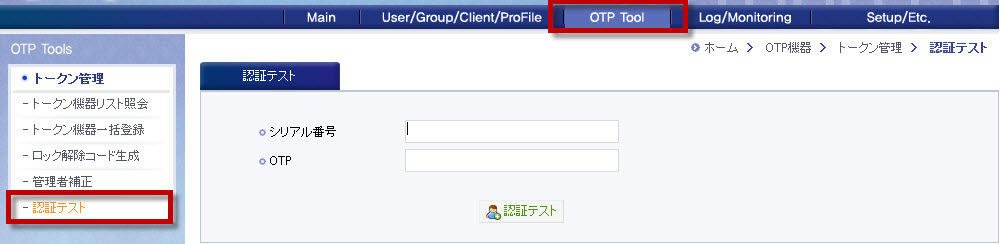 Main User/Group/Client/ProFile OTP Tool Log/Monitoring Setup/Etc.
OTP Tools
ホーム > OTP機器 > トークン管理 > 認証テスト
トークン管理
- トークン機器リスト照会
- トークン機器一括登録
- ロック解除コード生成
- 管理者補正
- 認証テスト
認証テスト
シリアル番号
OTP
認証テスト